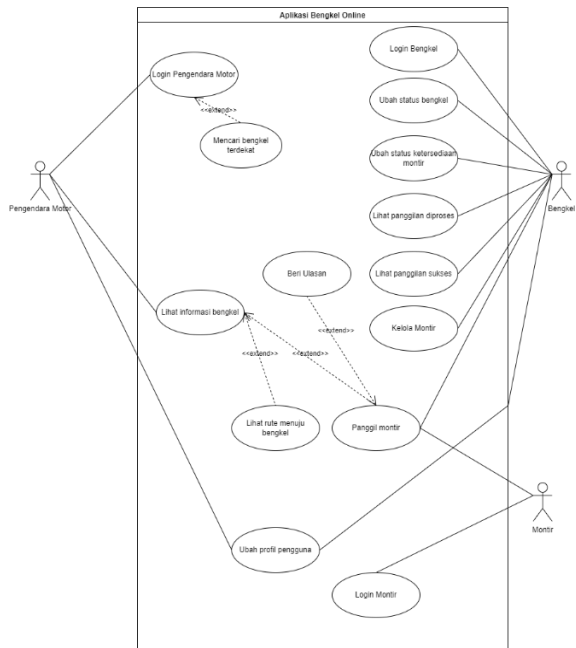 Aplikasi Bengkel Online
Login Bengkel
Login Pengendara Motor
Ubah status bengkel
<<extend>>
Mencari bengkel
terdekat
Ubah status ketersediaan
montir
Pengendara Motor
Bengkel
Lihat panggilan diproses
Beri Ulasan
Lihat panggilan sukses
Lihat informasi bengkel
Kelola Montir
<<extend>>
<<extend>>
<<extend>>
Lihat rute menuju
bengkel
Panggil montir
Montir
Ubah profil pengguna
Login Montir